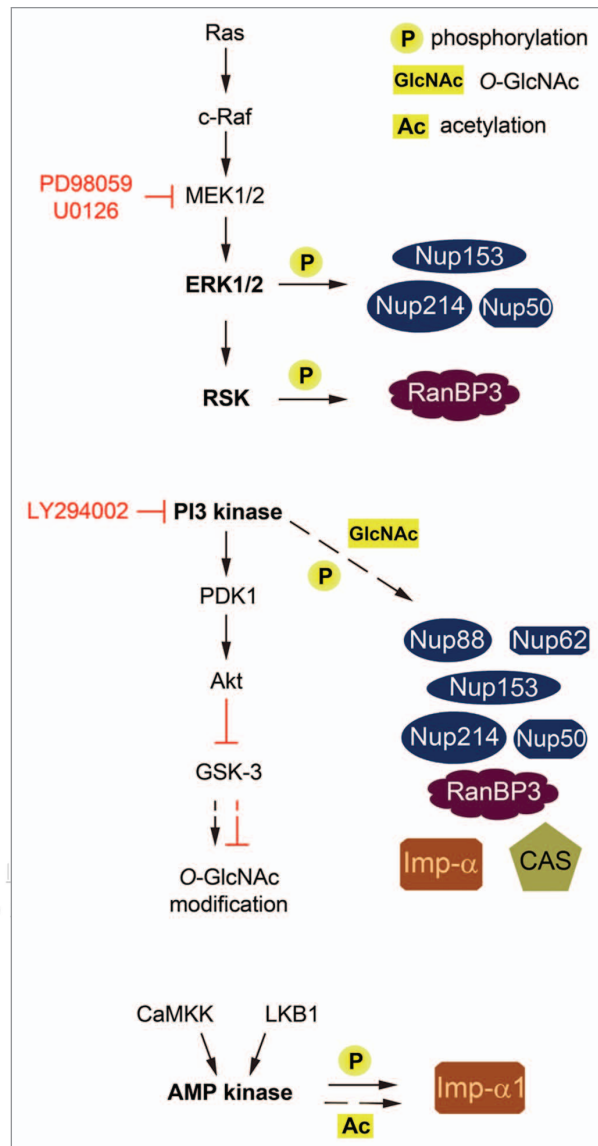 Ras
P phosphorylation
GlcNAc O-GlcNAc
c-Raf
Ac acetylation
PD98059
U0126
MEK1/2
P
Nup153
ERK1/2
Nup214 Nup50
P
RSK
RanBP3
LY294002 PI3 kinase
GlcNAc
P
PDK1
Nup88 Nup62
Akt
Nup153
Nup214 Nup50
GSK-3
RanBP3
Imp-α CAS
O-GlcNAc
modification
CaMKK LKB1
P
AMP kinase
Imp-α1
Ac